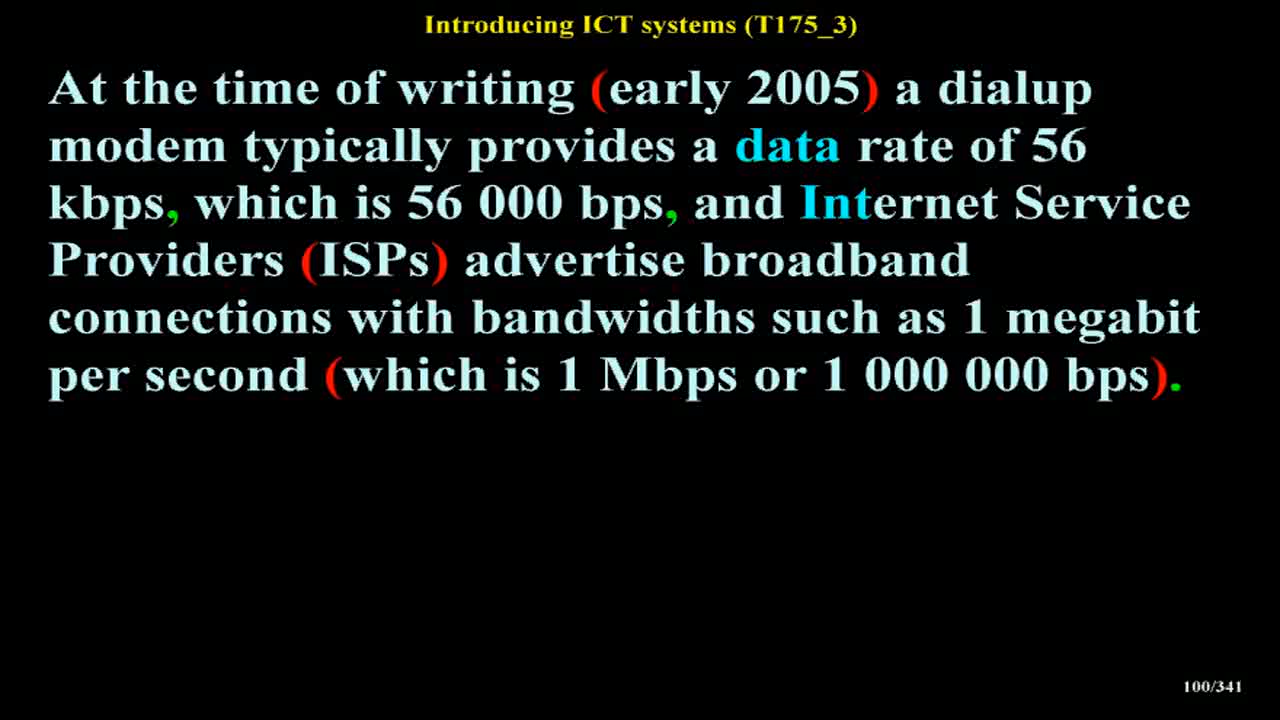 Introducing ICT systems (T175_3)
At the time of writing (early 2005) a dialup
modem typically provides a data rate of 56
kbps, which is 56 000 bps, and Internet Service
Providers (ISPs) advertise broadband
connections with bandwidths such as 1 megabit
per second (which is 1 Mbps or 1 000 000 bps).
100/341